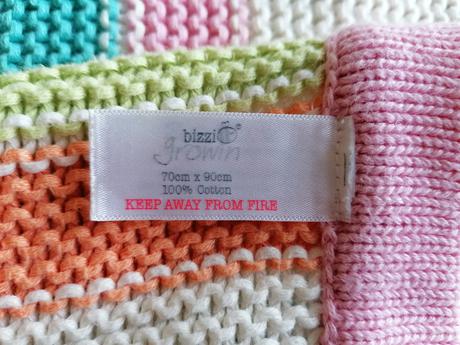 bizzi ®
growin
70cm x 90cm
100% Cotton
KEEP AWAY FROM FIRE